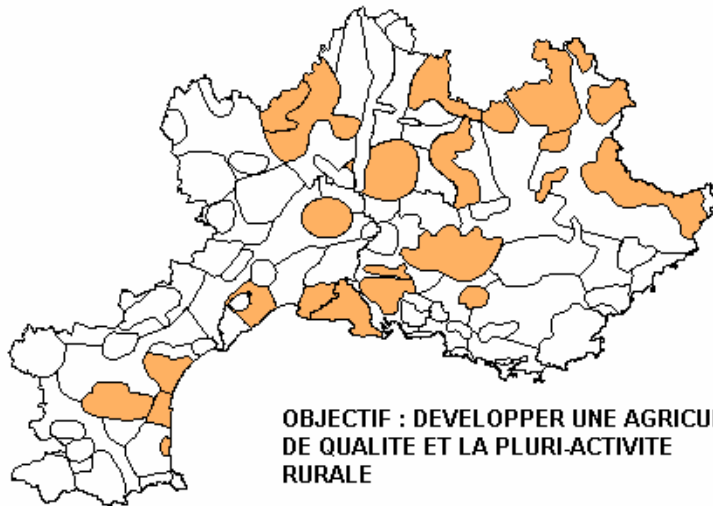 OBJECTIF : DEVELOPPER UNE AGRICU
DE QUALITE ET LA PLURI-ACTIVITE
RURALE